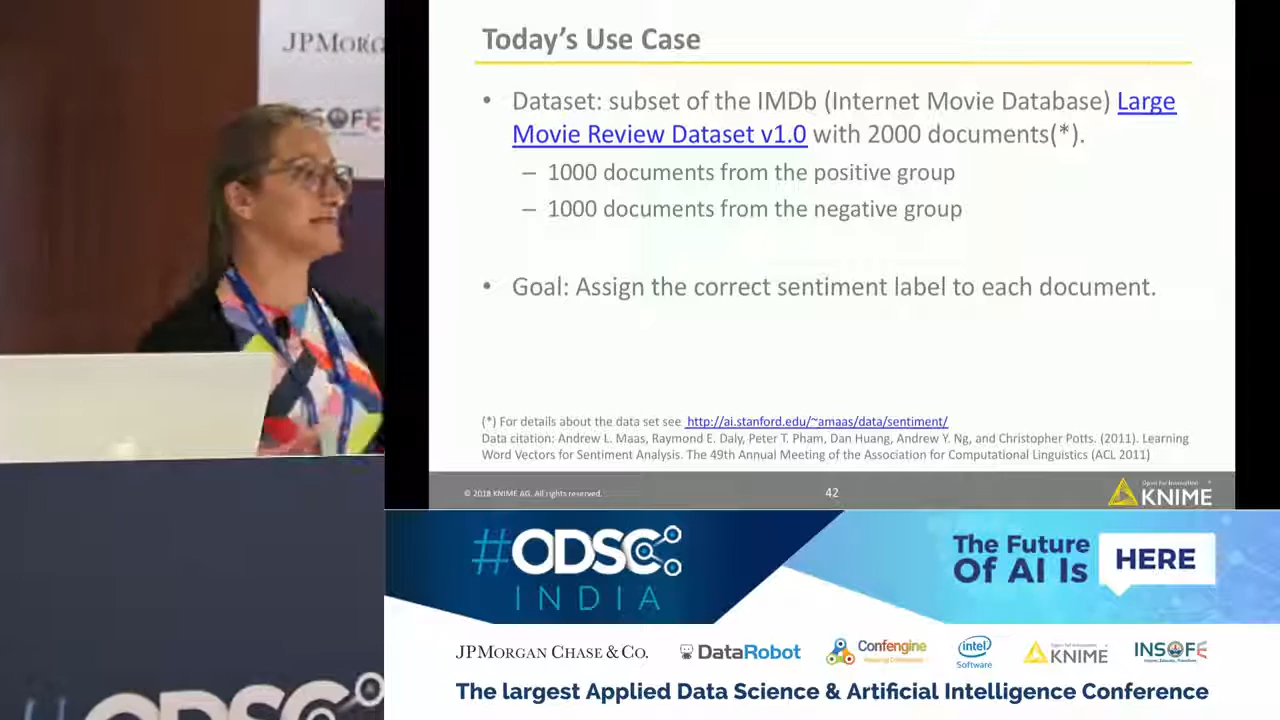 JPMORG
SOFE
Today's Use Case
• Dataset: subset of the IMDb (Internet Movie Database) Large
Movie Review Dataset v1.0 with 2000 documents(*).
– 1000 documents from the positive group
– 1000 documents from the negative group
• Goal: Assign the correct sentiment label to each document.
(*) For details about the data set see http://ai.stanford.edu/~amaas/data/sentiment/
Data citation: Andrew L. Maas, Raymond E. Daly, Peter T. Pham, Dan Huang, Andrew Y. Ng, and Christopher Potts. (2011). Learning
Word Vectors for Sentiment Analysis. The 49th Annual Meeting of the Association for Computational Linguistics (ACL 2011)
© 2018 KNIME AG. All rights reserved.
42
Open for Innovation
KNIME
#ODSC
INDIA
The Future
Of AI Is
HERE
JPMORGAN CHASE & CO.
DataRobot
Confengine
intel
Software
KNIME
INSOFE
The largest Applied Data Science & Artificial Intelligence Conference
#ODSC